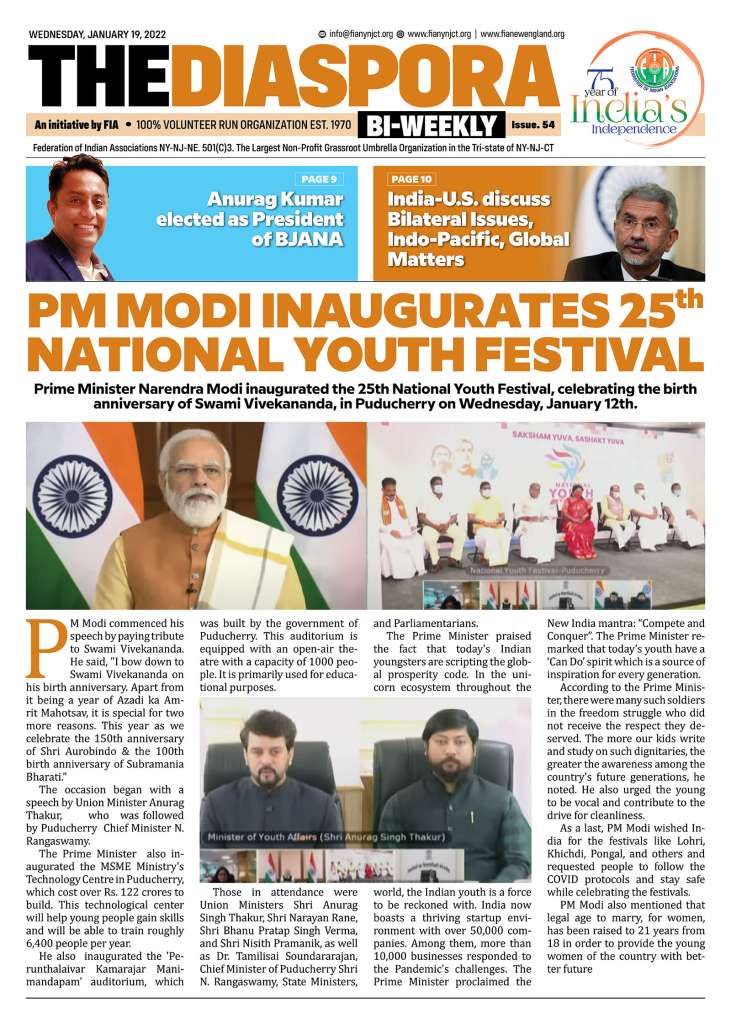 WEDNESDAY, JANUARY 19, 2022
info@fianynjct.org www.fianynjct.org | www.fianewengland.org
THEDIASPORA
An initiative by FIA • 100% VOLUNTEER RUN ORGANIZATION EST. 1970
BI-WEEKLY
Issue. 54
75
year of
India's
Independence
FIA
Federation of Indian Associations NY-NJ-NE. 501(C)3. The Largest Non-Profit Grassroot Umbrella Organization in the Tri-state of NY-NJ-CT
PAGE 9
Anurag Kumar
elected as President
of BJANA
PAGE 10
India-U.S. discuss
Bilateral Issues,
Indo-Pacific, Global
Matters
PM MODI INAUGURATES 25th
NATIONAL YOUTH FESTIVAL
Prime Minister Narendra Modi inaugurated the 25th National Youth Festival, celebrating the birth
anniversary of Swami Vivekananda, in Puducherry on Wednesday, January 12th.
SAKSHAM YUVA, SASHAKT YUVA
NATIONAL
YOUTH
National Youth Festival-Puducherry
PM Modi commenced his
speech by paying tribute
to Swami Vivekananda.
He said, "I bow down to
Swami Vivekananda on
his birth anniversary. Apart from
it being a year of Azadi ka Am-
rit Mahotsav, it is special for two
more reasons. This year as we
celebrate the 150th anniversary
of Shri Aurobindo & the 100th
birth anniversary of Subramania
Bharati."
The occasion began with a
speech by Union Minister Anurag
Thakur, who was followed
by Puducherry Chief Minister N.
Rangaswamy.
The Prime Minister also in-
augurated the MSME Ministry's
Technology Centre in Puducherry,
which cost over Rs. 122 crores to
build. This technological center
will help young people gain skills
and will be able to train roughly
6,400 people per year.
He also inaugurated the 'Pe-
runthalaivar Kamarajar Mani-
mandapam' auditorium, which
was built by the government of
Puducherry. This auditorium is
equipped with an open-air the-
atre with a capacity of 1000 peo-
ple. It is primarily used for educa-
tional purposes.
Minister of Youth Affairs (Shri Anurag Singh Thakur)
Those in attendance were
Union Ministers Shri Anurag
Singh Thakur, Shri Narayan Rane,
Shri Bhanu Pratap Singh Verma,
and Shri Nisith Pramanik, as well
as Dr. Tamilisai Soundararajan,
Chief Minister of Puducherry Shri
N. Rangaswamy, State Ministers,
and Parliamentarians.
The Prime Minister praised
the fact that today's Indian
youngsters are scripting the glob-
al prosperity code. In the uni-
corn ecosystem throughout the
world, the Indian youth is a force
to be reckoned with. India now
boasts a thriving startup envi-
ronment with over 50,000 com-
panies. Among them, more than
10,000 businesses responded to
the Pandemic's challenges. The
Prime Minister proclaimed the
New India mantra: "Compete and
Conquer". The Prime Minister re-
marked that today's youth have a
'Can Do' spirit which is a source of
inspiration for every generation.
According to the Prime Minis-
ter, there were many such soldiers
in the freedom struggle who did
not receive the respect they de-
served. The more our kids write
and study on such dignitaries, the
greater the awareness among the
country's future generations, he
noted. He also urged the young
to be vocal and contribute to the
drive for cleanliness.
As a last, PM Modi wished In-
dia for the festivals like Lohri,
Khichdi, Pongal, and others and
requested people to follow the
COVID protocols and stay safe
while celebrating the festivals.
PM Modi also mentioned that
legal age to marry, for women,
has been raised to 21 years from
18 in order to provide the young
women of the country with bet-
ter future